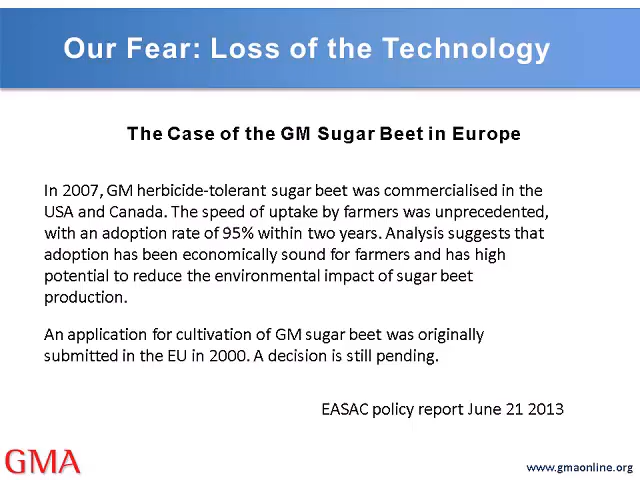 Our Fear: Loss of the Technology
The Case of the GM Sugar Beet in Europe
In 2007, GM herbicide-tolerant sugar beet was commercialised in the
USA and Canada. The speed of uptake by farmers was unprecedented,
with an adoption rate of 95% within two years. Analysis suggests that
adoption has been economically sound for farmers and has high
potential to reduce the environmental impact of sugar beet
production.
An application for cultivation of GM sugar beet was originally
submitted in the EU in 2000. A decision is still pending.
EASAC policy report June 21 2013
GMA
www.gmaonline.org